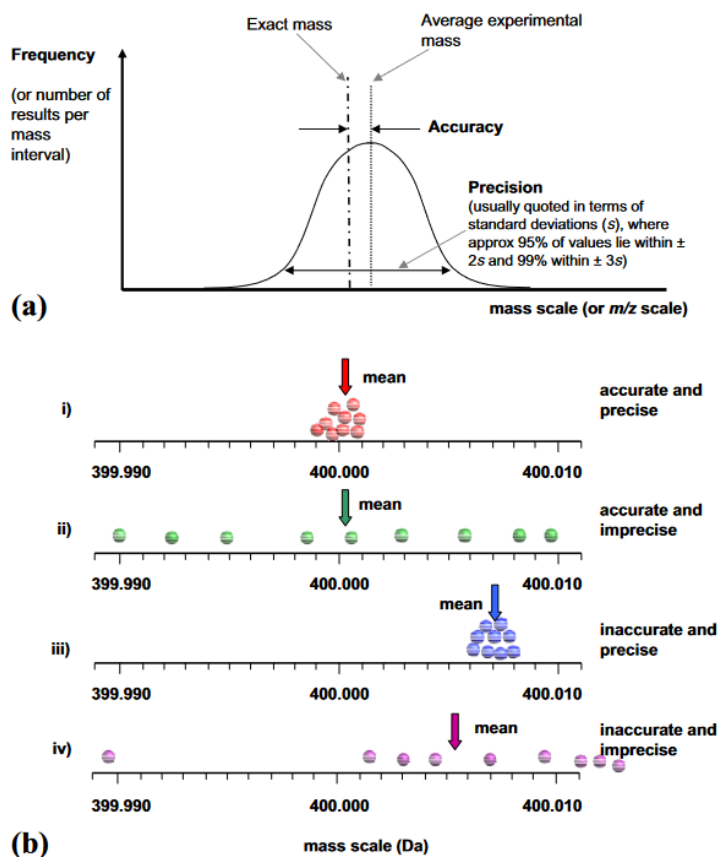 Exact mass
Average experimental
mass
Frequency
(or number of
results per
mass
interval)
Accuracy
Precision
(usually quoted in terms of
standard deviations (s), where
approx 95% of values lie within ±
2s and 99% within ± 3s)
(a)
mass scale (or m/z scale)
mean
accurate and
precise
i)
399.990 400.000 400.010
mean
accurate and
imprecise
ii)
399.990 400.000 400.010
mean
inaccurate and
precise
iii)
399.990 400.000 400.010
mean
inaccurate and
imprecise
iv)
399.990 400.000 400.010
(b)
mass scale (Da)